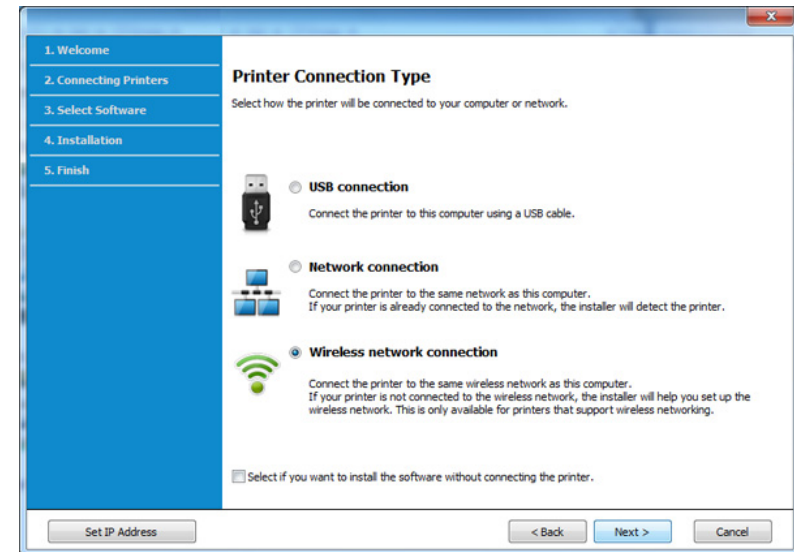 1. Welcome
2. Connecting Printers
3. Select Software
4. Installation
5. Finish
Printer Connection Type
Select how the printer will be connected to your computer or network.
USB connection
Connect the printer to this computer using a USB cable.
Network connection
Connect the printer to the same network as this computer.
If your printer is already connected to the network, the installer will detect the printer.
Wireless network connection
Connect the printer to the same wireless network as this computer.
If your printer is not connected to the wireless network, the installer will help you set up the
wireless network. This is only available for printers that support wireless networking.
Select if you want to install the software without connecting the printer.
Set IP Address
< Back
Next >
Cancel